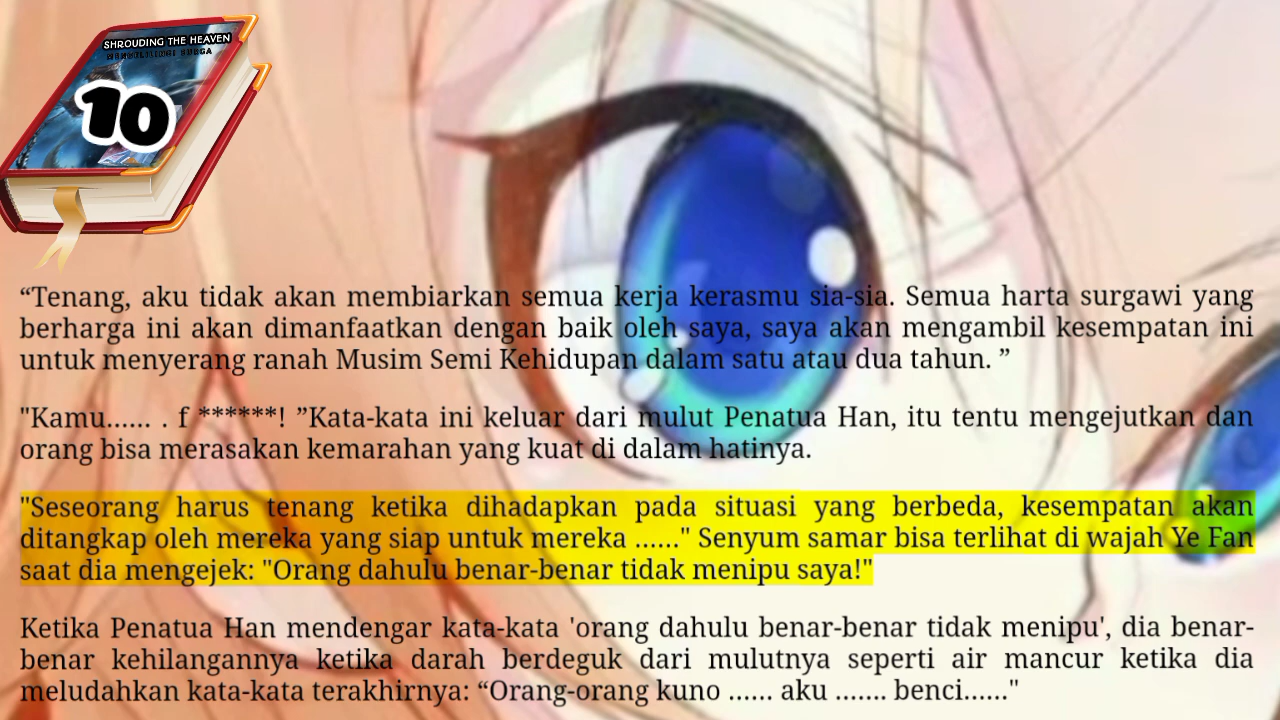 SHROUDING THE HEAVEN
10
“Tenang, aku tidak akan membiarkan semua kerja kerasmu sia-sia. Semua harta surgawi yang
berharga ini akan dimanfaatkan dengan baik oleh saya, saya akan mengambil kesempatan ini
untuk menyerang ranah Musim Semi Kehidupan dalam satu atau dua tahun. ”
"Kamu...... . f ******! ”Kata-kata ini keluar dari mulut Penatua Han, itu tentu mengejutkan dan
orang bisa merasakan kemarahan yang kuat di dalam hatinya.
"Seseorang harus tenang ketika dihadapkan pada situasi yang berbeda, kesempatan akan
ditangkap oleh mereka yang siap untuk mereka ......" Senyum samar bisa terlihat di wajah Ye Fan
saat dia mengejek: "Orang dahulu benar-benar tidak menipu saya!"
Ketika Penatua Han mendengar kata-kata 'orang dahulu benar-benar tidak menipu', dia benar-
benar kehilangannya ketika darah berdeguk dari mulutnya seperti air mancur ketika dia
meludahkan kata-kata terakhirnya: “Orang-orang kuno ...... aku ....... benci......"